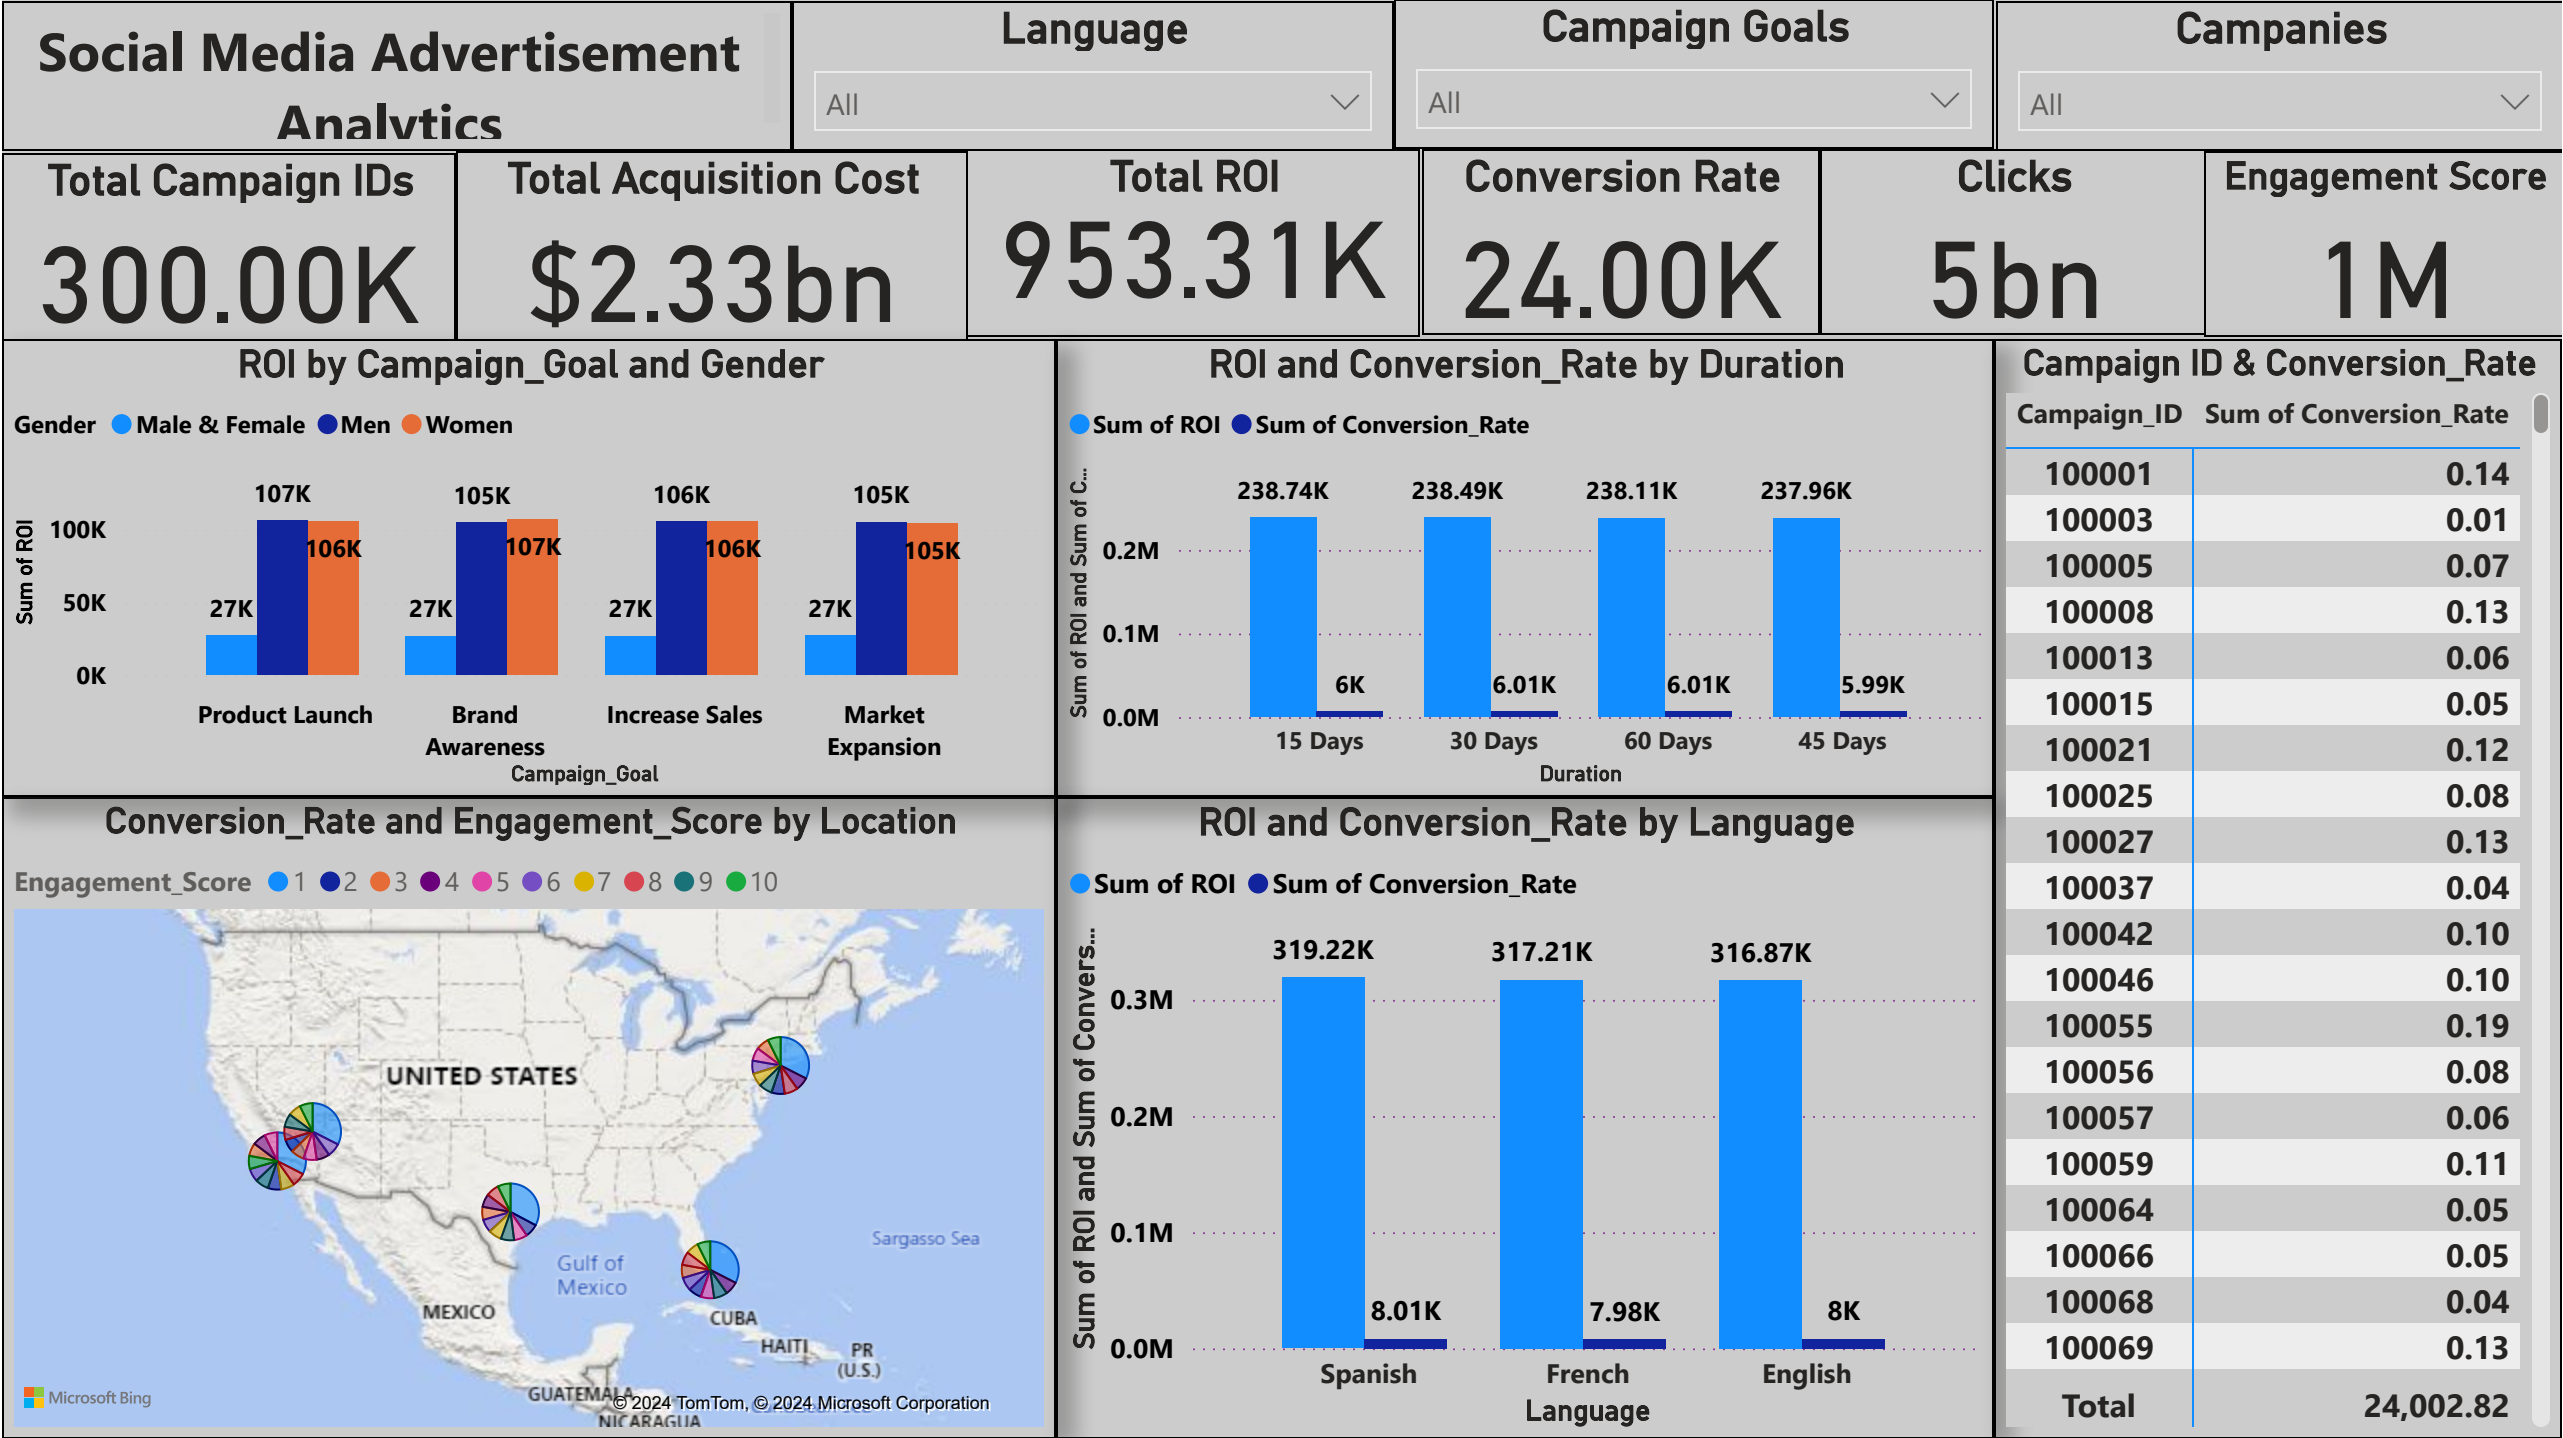 Social Media Advertisement
Analytics
Language
All
Campaign Goals
All
Companies
All
Total Campaign IDs
300.00K
Total Acquisition Cost
$2.33bn
Total ROI
953.31K
Conversion Rate
24.00K
Clicks
5bn
Engagement Score
1M
ROI by Campaign_Goal and Gender
Gender Male & Female Men Women
Sum of ROI
100K
50K
0K
27K 107K 106K
27K 105K 107K
27K 106K 106K
27K 105K 105K
Product Launch
Brand
Awareness
Increase Sales
Market
Expansion
Campaign_Goal
ROI and Conversion_Rate by Duration
Sum of ROI Sum of Conversion_Rate
Sum of ROI and Sum of C...
0.2M
0.1M
0.0M
238.74K 238.49K 238.11K 237.96K
6K 6.01K 6.01K 5.99K
15 Days 30 Days 60 Days 45 Days
Duration
Campaign ID & Conversion_Rate
Campaign_ID Sum of Conversion_Rate
100001 0.14
100003 0.01
100005 0.07
100008 0.13
100013 0.06
100015 0.05
100021 0.12
100025 0.08
100027 0.13
100037 0.04
100042 0.10
100046 0.10
100055 0.19
100056 0.08
100057 0.06
100059 0.11
100064 0.05
100066 0.05
100068 0.04
100069 0.13
Total 24,002.82
Conversion_Rate and Engagement_Score by Location
Engagement_Score 1 2 3 4 5 6 7 8 9 10
UNITED STATES
Sargasso Sea
Gulf of
Mexico
MEXICO
CUBA
HAITI
PR
(U.S.)
GUATEMALA
NICARAGUA
Microsoft Bing
© 2024 TomTom, © 2024 Microsoft Corporation
ROI and Conversion_Rate by Language
Sum of ROI Sum of Conversion_Rate
Sum of ROI and Sum of Convers...
0.3M
0.2M
0.1M
0.0M
319.22K 317.21K 316.87K
8.01K 7.98K 8K
Spanish French English
Language